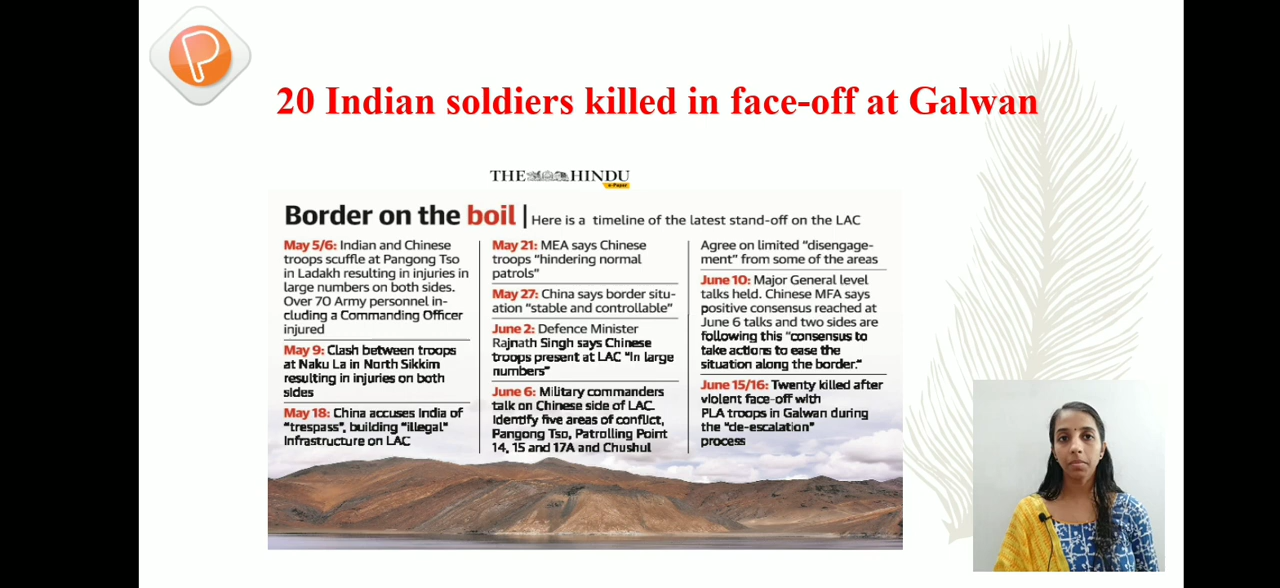 P
20 Indian soldiers killed in face-off at Galwan
THE HINDU
e-Paper
Border on the boil | Here is a timeline of the latest stand-off on the LAC
May 5/6: Indian and Chinese
troops scuffle at Pangong Tso
in Ladakh resulting in injuries in
large numbers on both sides.
Over 70 Army personnel in-
cluding a Commanding Officer
injured
May 9: Clash between troops
at Naku La in North Sikkim
resulting in injuries on both
sides
May 18: China accuses India of
"trespass", building "illegal"
infrastructure on LAC
May 21: MEA says Chinese
troops "hindering normal
patrols"
May 27: China says border situ-
ation "stable and controllable"
June 2: Defence Minister
Rajnath Singh says Chinese
troops present at LAC "In large
numbers"
June 6: Military commanders
talk on Chinese side of LAC.
Identify five areas of conflict,
Pangong Tso, Patrolling Point
14, 15 and 17A and Chushul
Agree on limited "disengage-
ment" from some of the areas
June 10: Major General level
talks held. Chinese MFA says
positive consensus reached at
June 6 talks and two sides are
following this "consensus to
take actions to ease the
situation along the border."
June 15/16: Twenty killed after
violent face-off with
PLA troops in Galwan during
the "de-escalation"
process